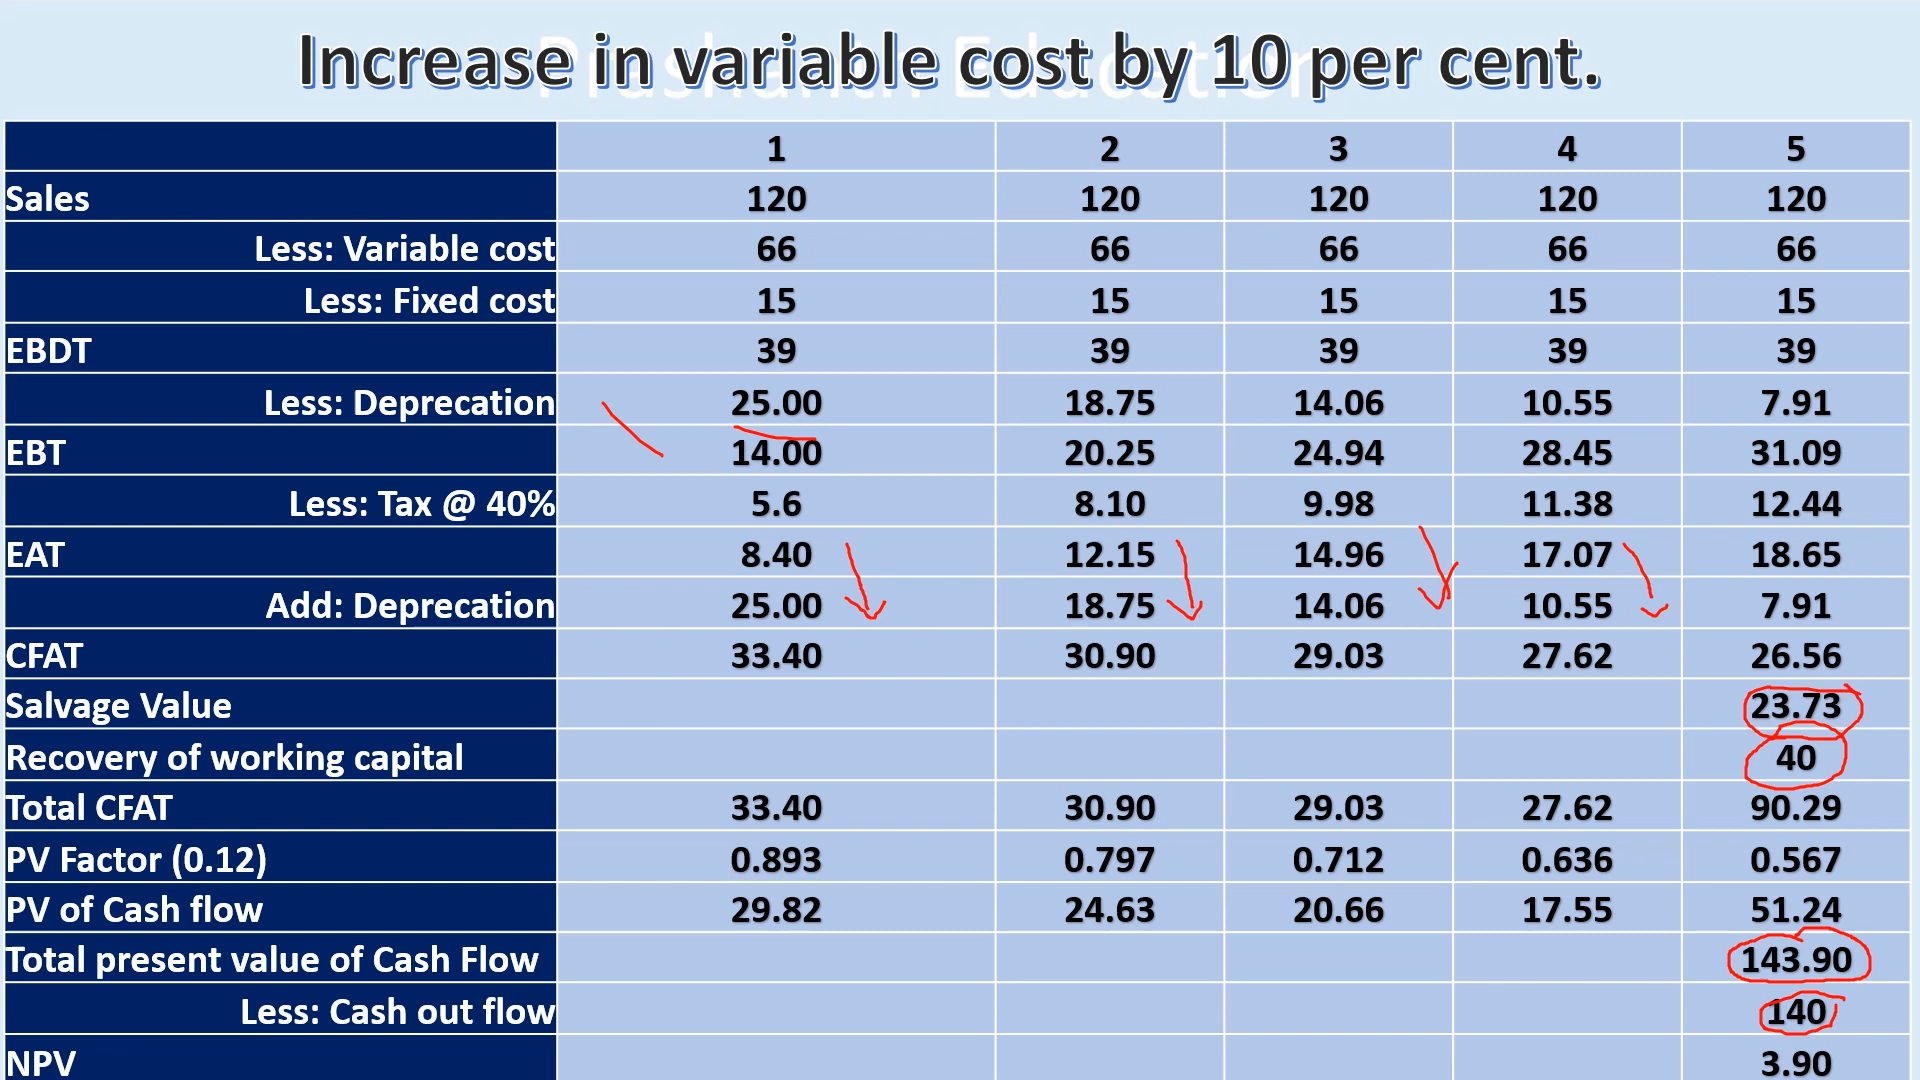 Prashanth Education
Increase in variable cost by 10 per cent.
1 2 3 4 5
Sales 120 120 120 120 120
Less: Variable cost 66 66 66 66 66
Less: Fixed cost 15 15 15 15 15
EBDT 39 39 39 39 39
Less: Deprecation 25.00 18.75 14.06 10.55 7.91
EBT 14.00 20.25 24.94 28.45 31.09
Less: Tax @ 40% 5.6 8.10 9.98 11.38 12.44
EAT 8.40 12.15 14.96 17.07 18.65
Add: Deprecation 25.00 18.75 14.06 10.55 7.91
CFAT 33.40 30.90 29.03 27.62 26.56
Salvage Value 23.73
Recovery of working capital 40
Total CFAT 33.40 30.90 29.03 27.62 90.29
PV Factor (0.12) 0.893 0.797 0.712 0.636 0.567
PV of Cash flow 29.82 24.63 20.66 17.55 51.24
Total present value of Cash Flow 143.90
Less: Cash out flow 140
NPV 3.90